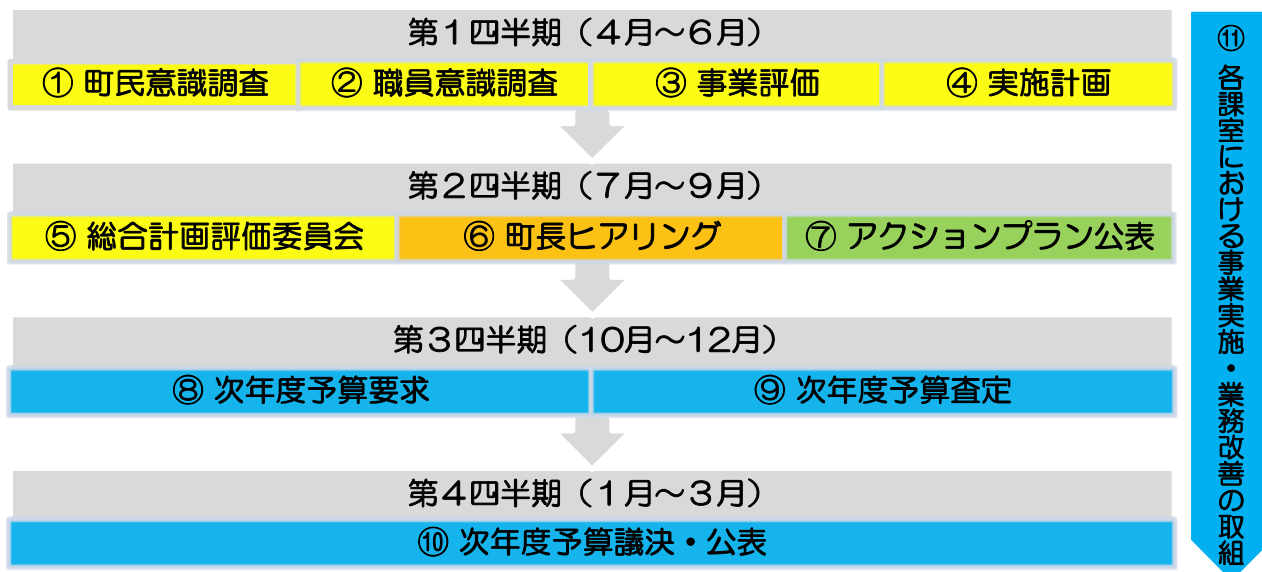 第１四半期（４月～６月）
① 町民意識調査
② 職員意識調査
③ 事業評価
④ 実施計画
第２四半期（７月～９月）
⑤ 総合計画評価委員会
⑥ 町長ヒアリング
⑦ アクションプラン公表
第３四半期（１０月～１２月）
⑧ 次年度予算要求
⑨ 次年度予算査定
第４四半期（１月～３月）
⑩ 次年度予算議決・公表
⑪ 各課室における事業実施・業務改善の取組